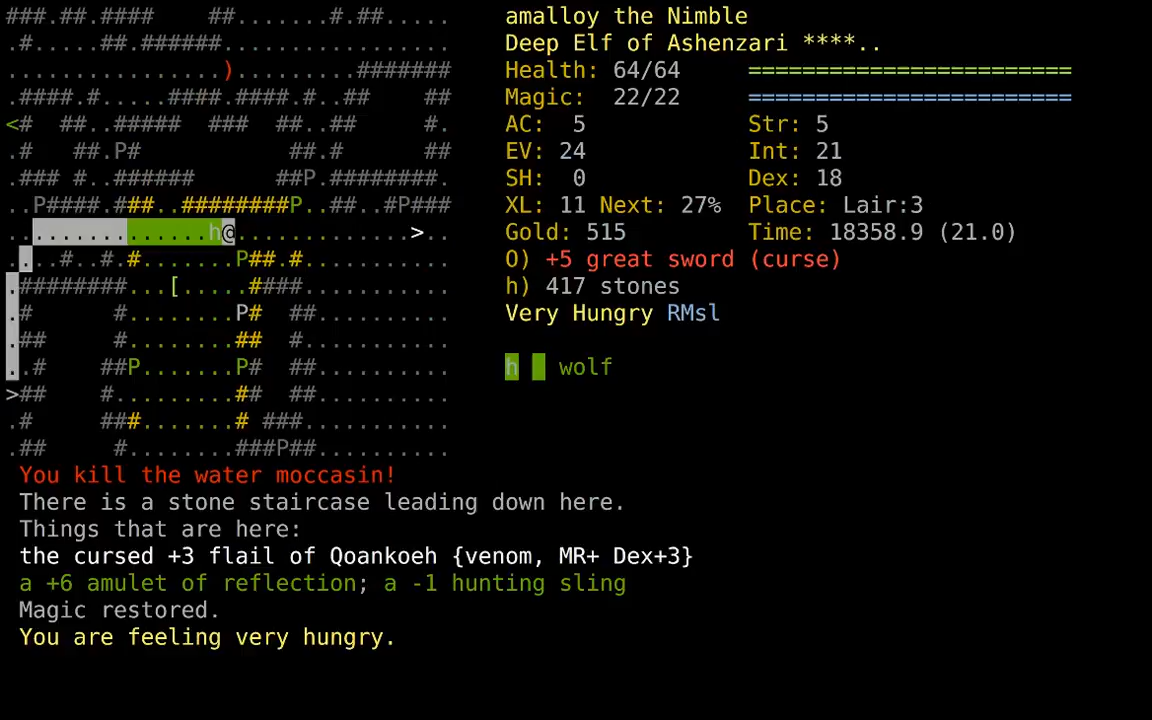 ###.##.####    ##.......#.##.....    amalloy the Nimble
.#.....##.######.................    Deep Elf of Ashenzari ****..
................).........#######    Health: 64/64    ========================
.####.#.....####.####.#..##    ##    Magic:  22/22    ========================
<#  ##..#####  ###  ##..##     #.    AC:  5            Str: 5
.#   ##.P#           ##.#      ##    EV: 24            Int: 21
.### #..######      ##P.########.    SH:  0            Dex: 18
..P####.###..########P..##..#P###    XL: 11 Next: 27%  Place: Lair:3
..............h@.............>..    Gold: 515         Time: 18358.9 (21.0)
....#..#.#.......P##.#...........    O) +5 great sword (curse)
.########...[.....####...........    h) 417 stones
.#      #........P#  ##..........    Very Hungry RMsl
.##     #........##  #...........
..#    ##P.......P#  ##..........    h   wolf
>##    #.........##  ##..........
.#     ###.......# ###...........
.##     #........###P##..........
You kill the water moccasin!
There is a stone staircase leading down here.
Things that are here:
the cursed +3 flail of Qoankoeh {venom, MR+ Dex+3}
a +6 amulet of reflection; a -1 hunting sling
Magic restored.
You are feeling very hungry.